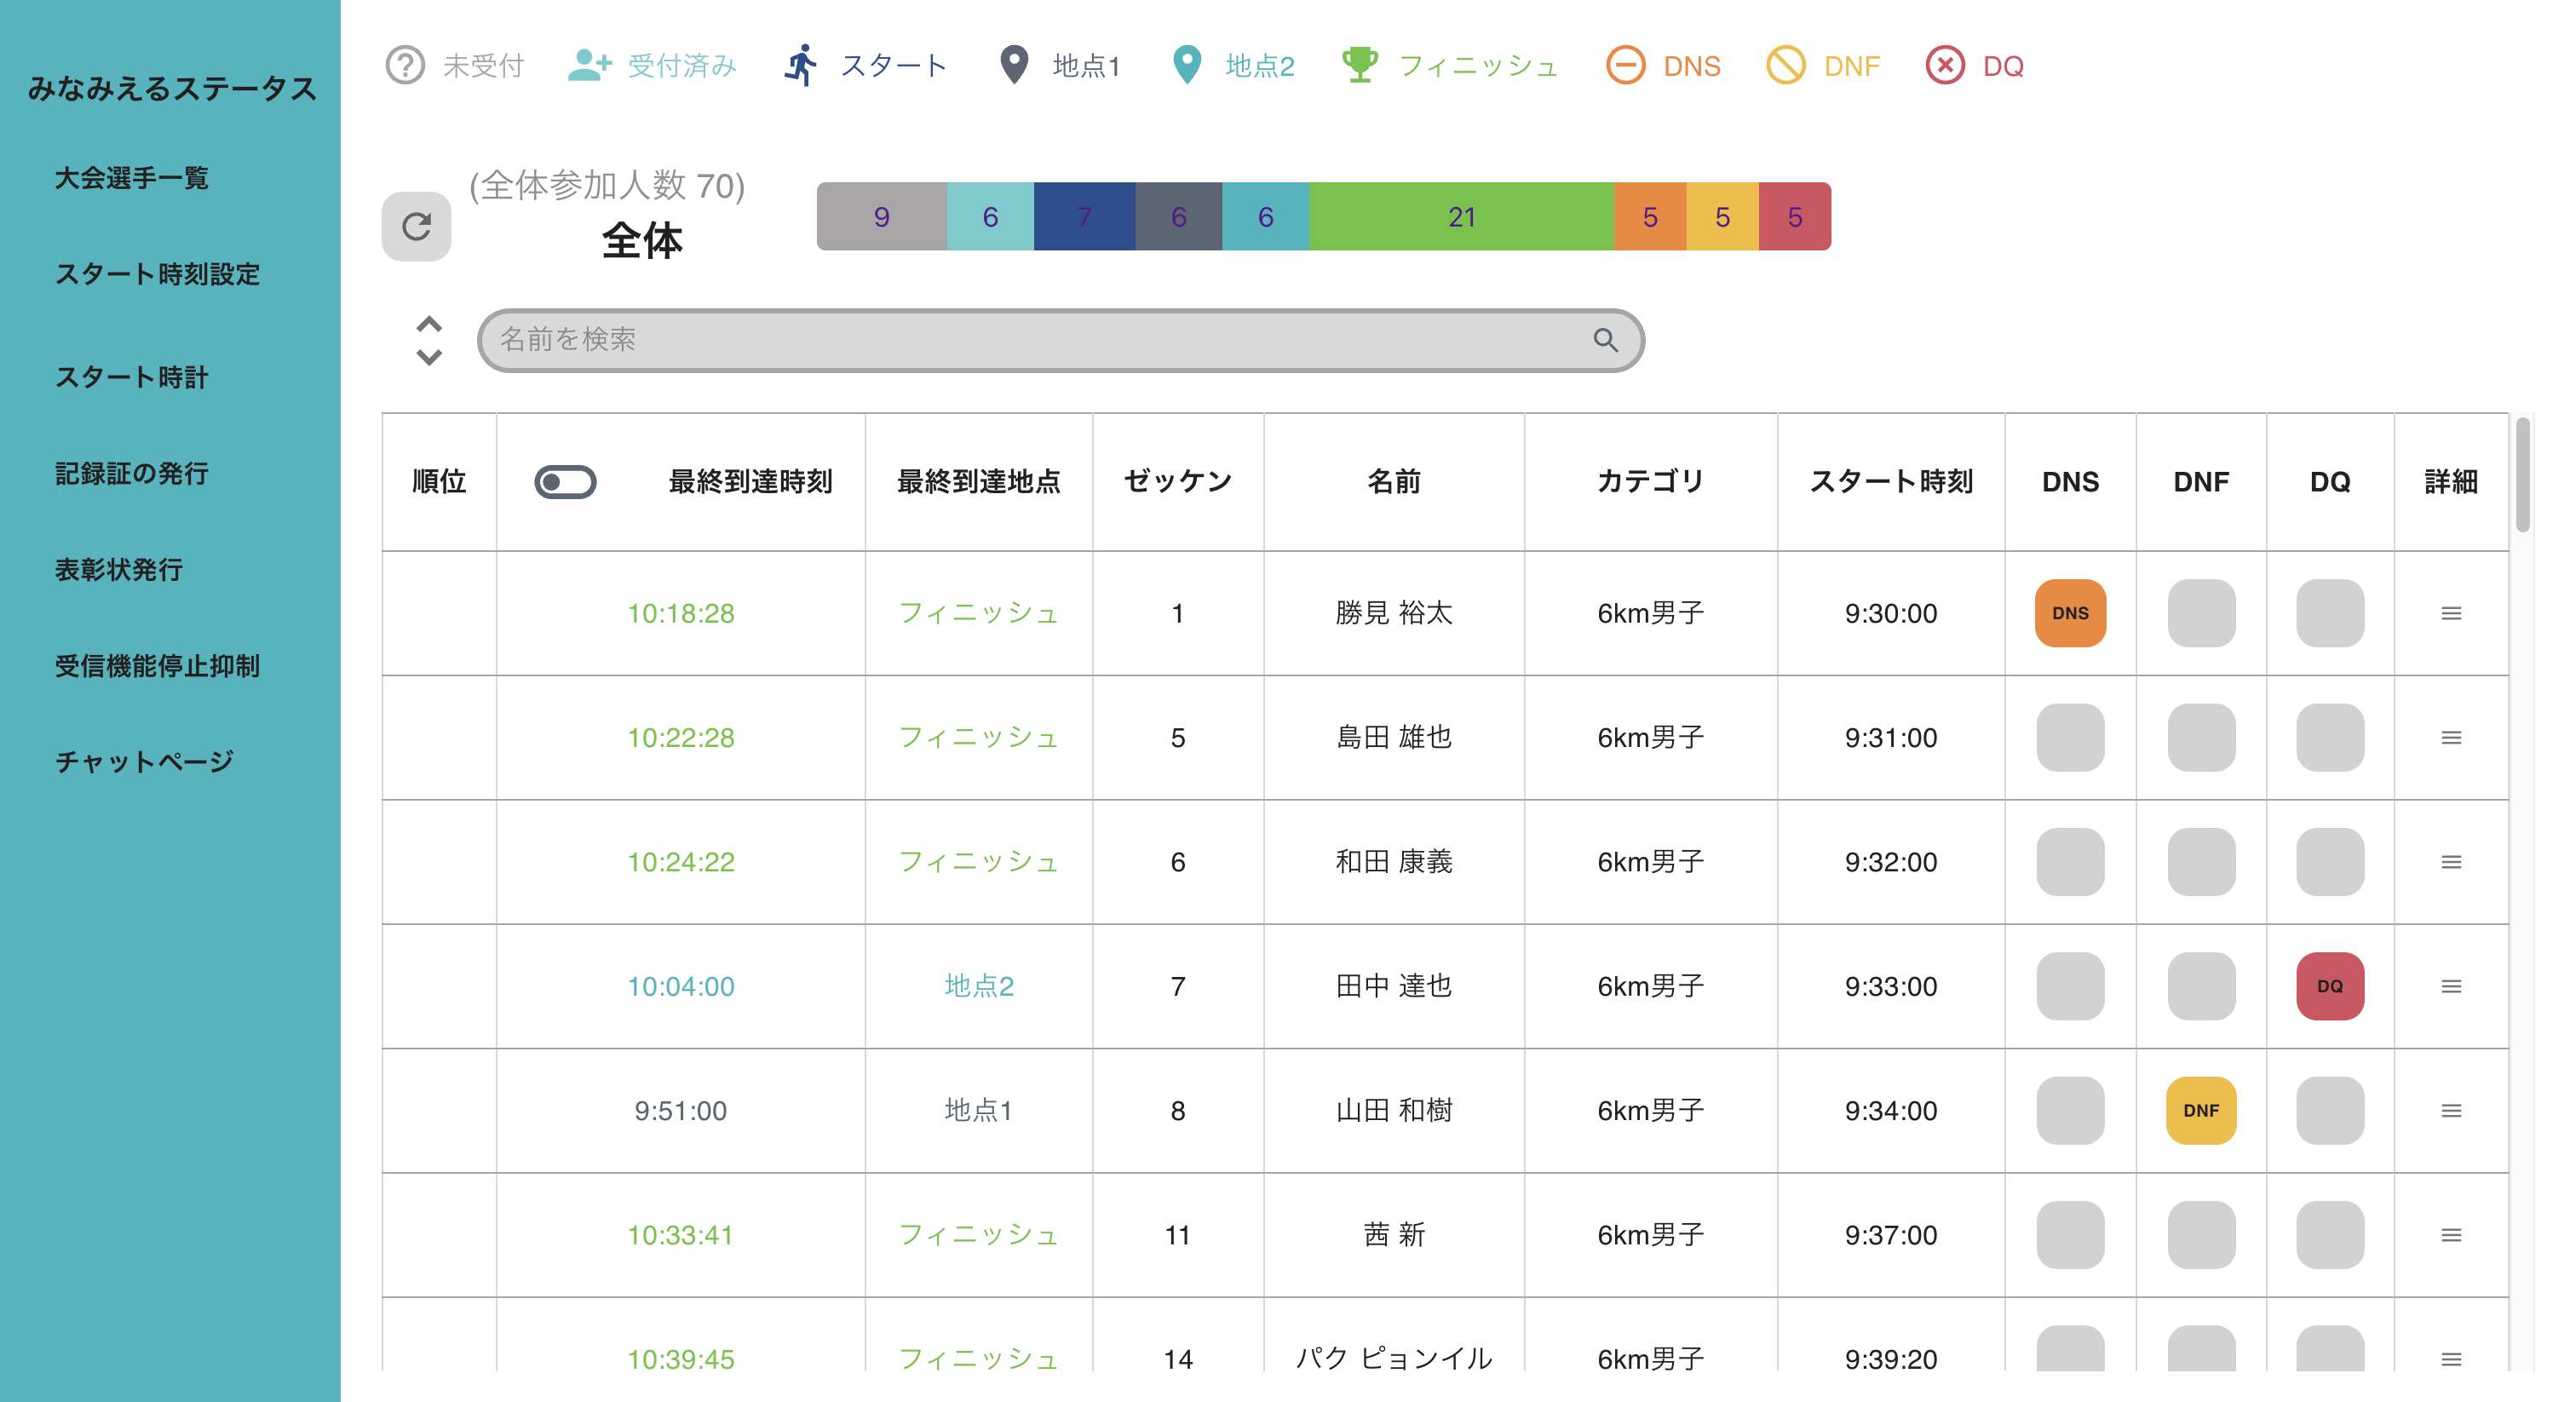 みなみえるステータス
大会選手一覧
スタート時刻設定
スタート時計
記録証の発行
表彰状発行
受信機能停止抑制
チャットページ
未受付 受付済み スタート 地点1 地点2 フィニッシュ DNS DNF DQ
(全体参加人数 70)
全体
9 6 7 6 6 21 5 5 5
名前を検索
順位 最終到達時刻 最終到達地点 ゼッケン 名前 カテゴリ スタート時刻 DNS DNF DQ 詳細
10:18:28 フィニッシュ 1 勝見 裕太 6km男子 9:30:00 DNS
10:22:28 フィニッシュ 5 島田 雄也 6km男子 9:31:00
10:24:22 フィニッシュ 6 和田 康義 6km男子 9:32:00
10:04:00 地点2 7 田中 達也 6km男子 9:33:00 DQ
9:51:00 地点1 8 山田 和樹 6km男子 9:34:00 DNF
10:33:41 フィニッシュ 11 茜 新 6km男子 9:37:00
10:39:45 フィニッシュ 14 パク ピョンイル 6km男子 9:39:20